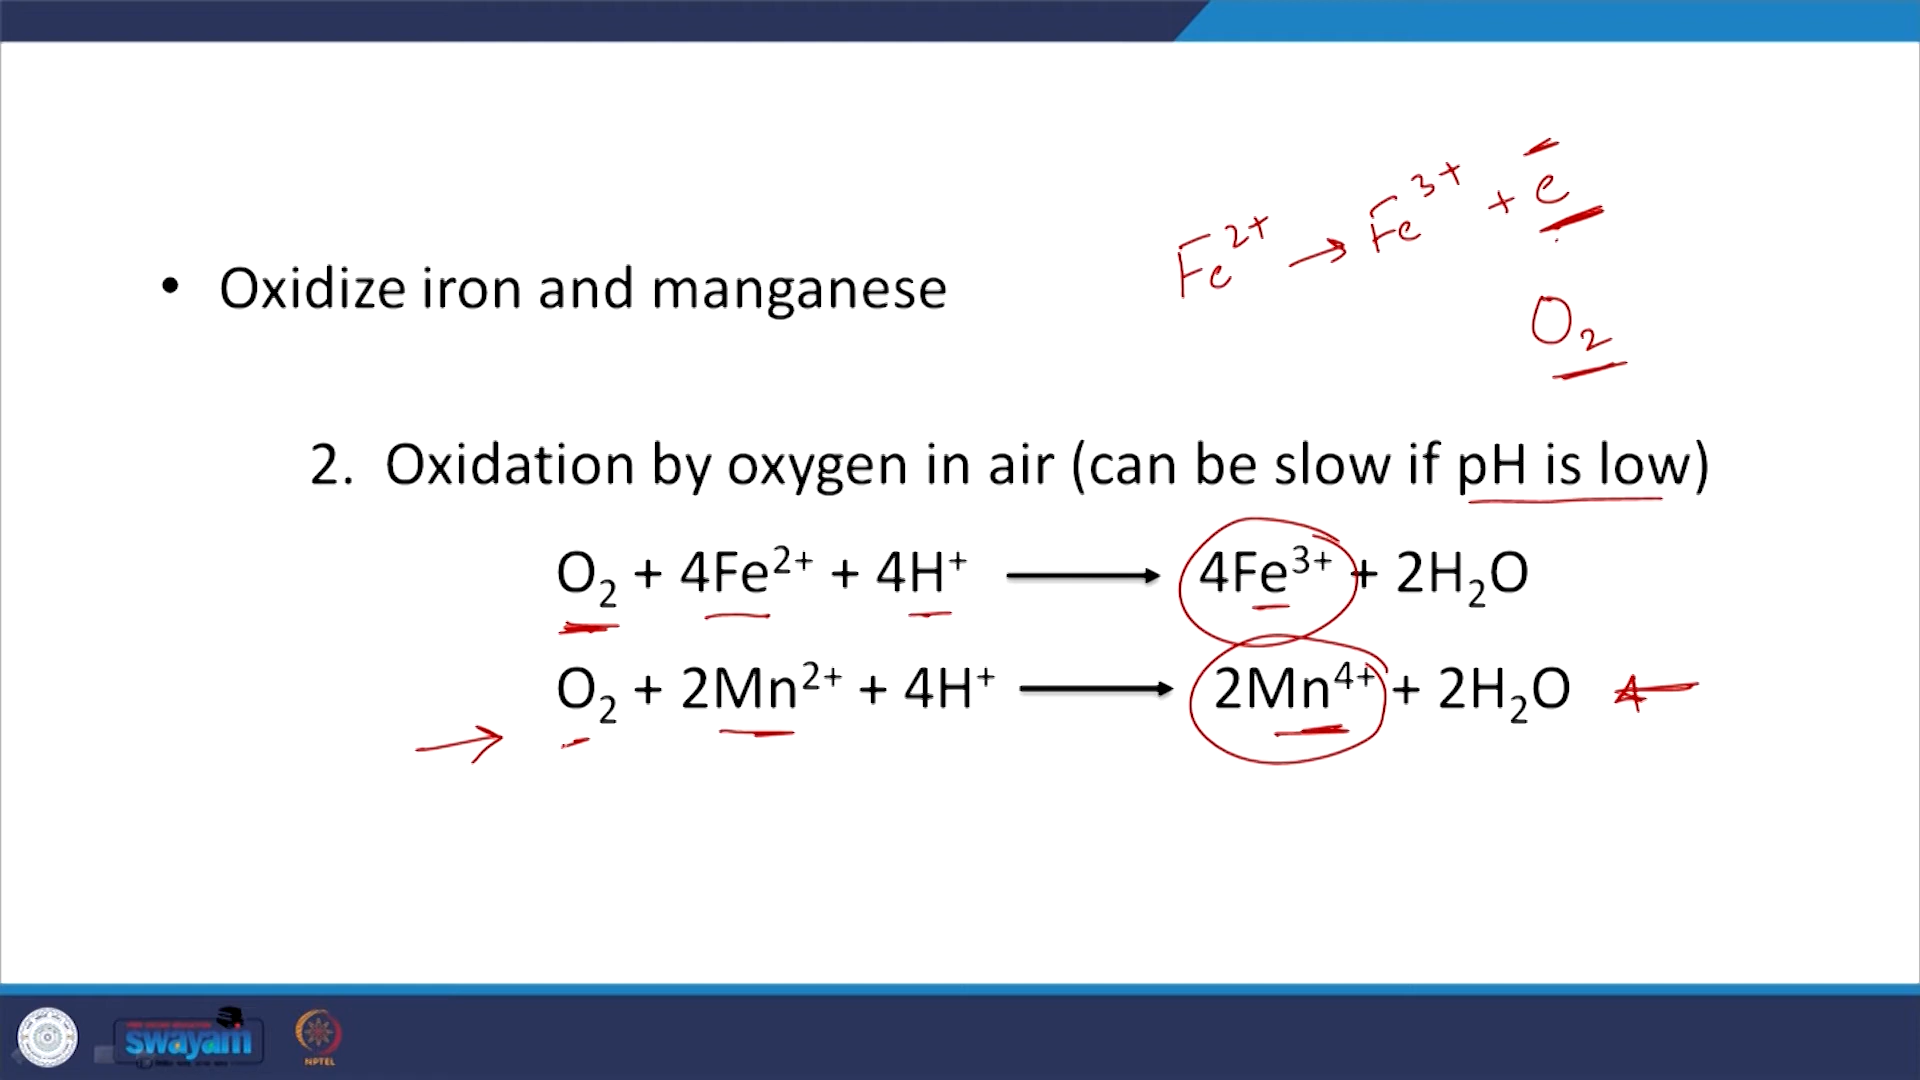 Fe²⁺ → Fe³⁺ + e⁻
• Oxidize iron and manganese
O₂
2. Oxidation by oxygen in air (can be slow if pH is low)
O₂ + 4Fe²⁺ + 4H⁺ ⟶ 4Fe³⁺ + 2H₂O
O₂ + 2Mn²⁺ + 4H⁺ ⟶ 2Mn⁴⁺ + 2H₂O
swayam
NPTEL